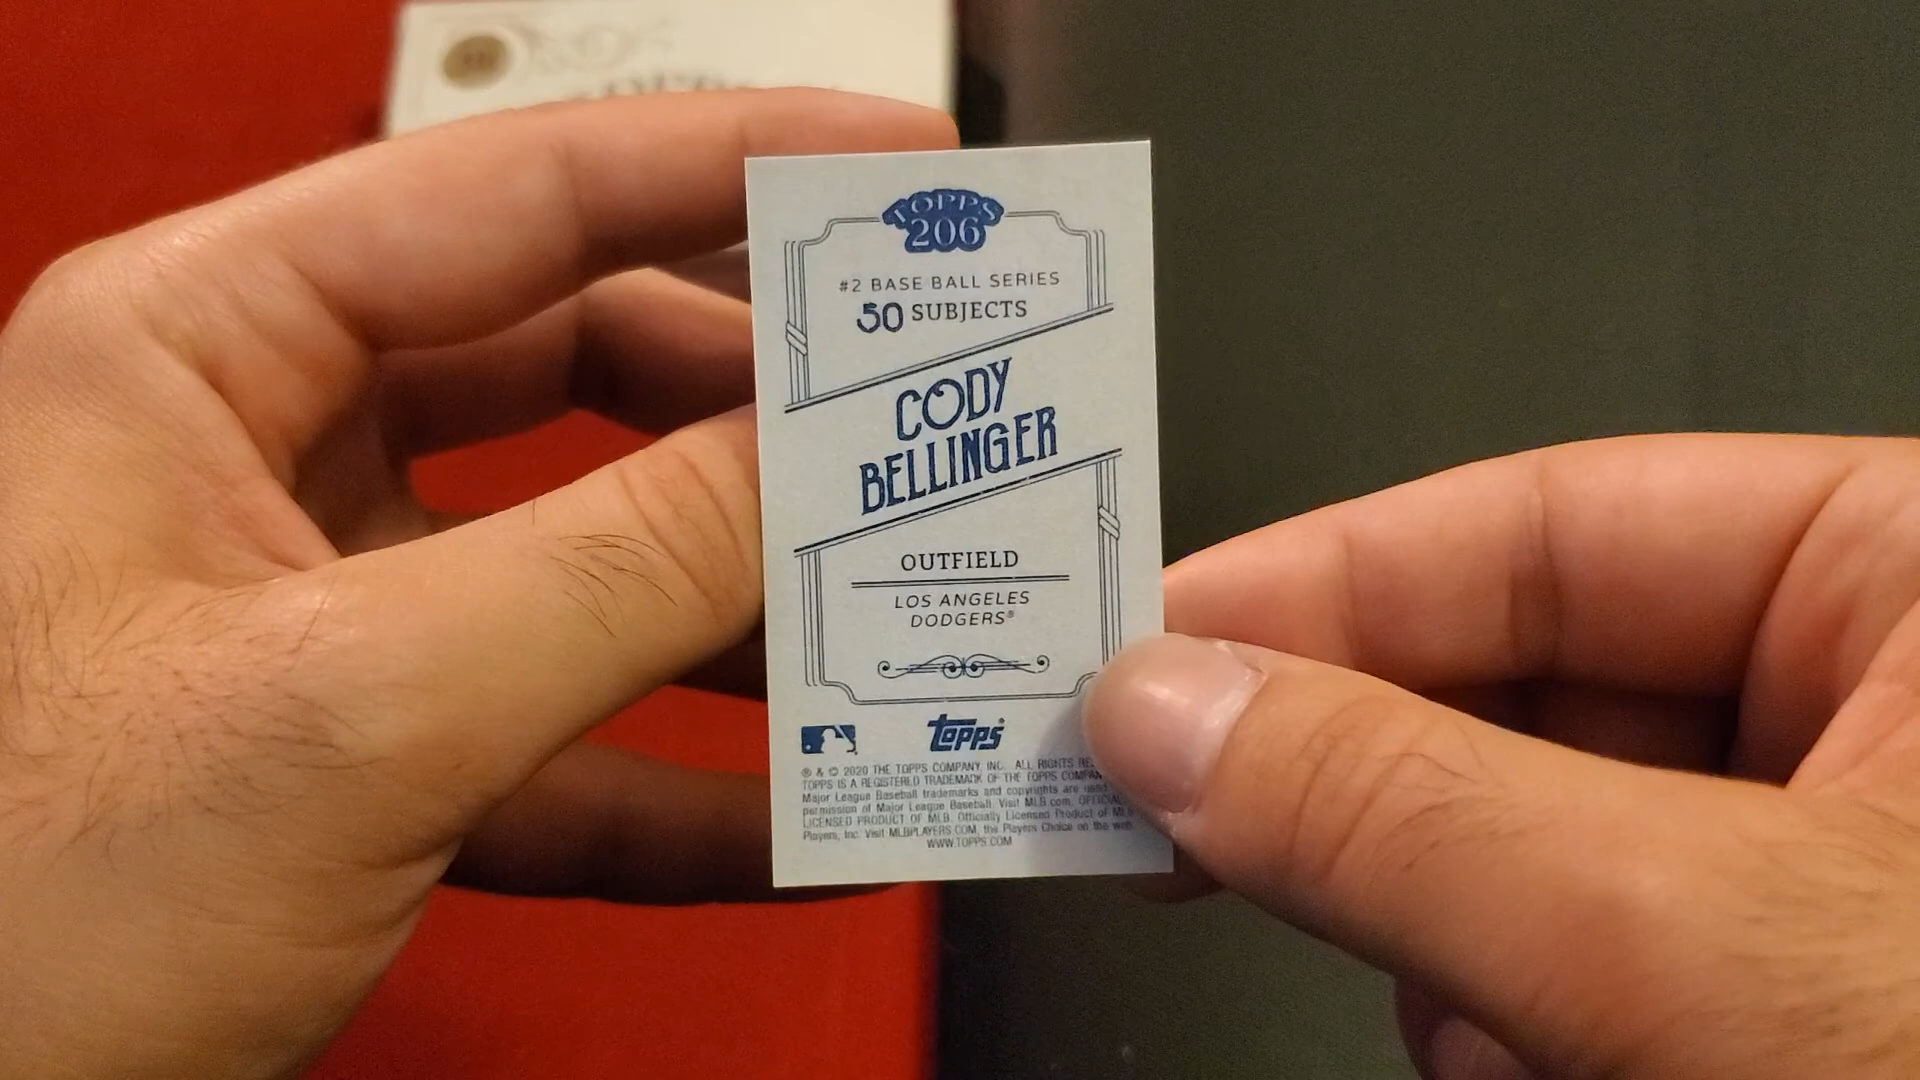 TOPPS
206
#2 BASE BALL SERIES
50 SUBJECTS
CODY
BELLINGER
OUTFIELD
LOS ANGELES
DODGERS®
topps®
® & © 2020 THE TOPPS COMPANY, INC. ALL RIGHTS
TOPPS IS A REGISTERED TRADEMARK OF THE TOPPS
Major League Baseball trademarks and copyrights are used
permission of Major League Baseball. Visit MLB.com.
LICENSED PRODUCT OF MLB. Officially Licensed Product of
Players, Inc. Visit MLBPLAYERS.COM, the Players Choice on the web.
WWW.TOPPS.COM